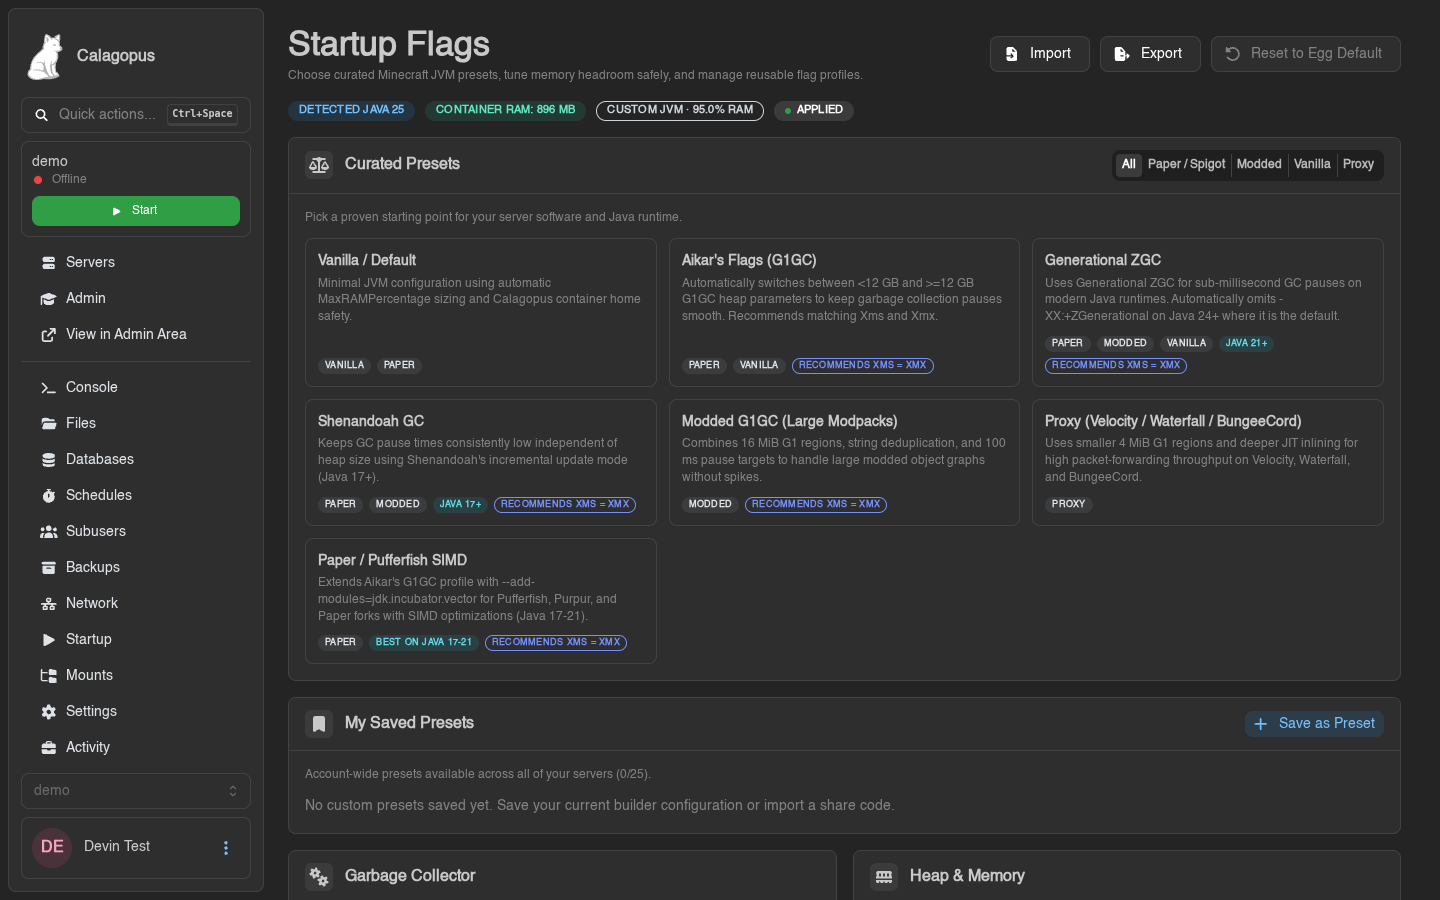 Calagopus
Quick actions... Ctrl+Space
demo
Offline
Start
Servers
Admin
View in Admin Area
Console
Files
Databases
Schedules
Subusers
Backups
Network
Startup
Mounts
Settings
Activity
demo
DE Devin Test
Startup Flags
Choose curated Minecraft JVM presets, tune memory headroom safely, and manage reusable flag profiles.
Import Export Reset to Egg Default
DETECTED JAVA 25 CONTAINER RAM: 896 MB CUSTOM JVM · 95.0% RAM APPLIED
Curated Presets
All Paper / Spigot Modded Vanilla Proxy
Pick a proven starting point for your server software and Java runtime.
Vanilla / Default
Minimal JVM configuration using automatic
MaxRAMPercentage sizing and Calagopus container home
safety.
VANILLA PAPER
Aikar's Flags (G1GC)
Automatically switches between <12 GB and >=12 GB
G1GC heap parameters to keep garbage collection pauses
smooth. Recommends matching Xms and Xmx.
PAPER VANILLA RECOMMENDS XMS = XMX
Generational ZGC
Uses Generational ZGC for sub-millisecond GC pauses on
modern Java runtimes. Automatically omits -
XX:+ZGenerational on Java 24+ where it is the default.
PAPER MODDED VANILLA JAVA 21+
RECOMMENDS XMS = XMX
Shenandoah GC
Keeps GC pause times consistently low independent of
heap size using Shenandoah's incremental update mode
(Java 17+).
PAPER MODDED JAVA 17+ RECOMMENDS XMS = XMX
Modded G1GC (Large Modpacks)
Combines 16 MiB G1 regions, string deduplication, and 100
ms pause targets to handle large modded object graphs
without spikes.
MODDED RECOMMENDS XMS = XMX
Proxy (Velocity / Waterfall / BungeeCord)
Uses smaller 4 MiB G1 regions and deeper JIT inlining for
high packet-forwarding throughput on Velocity, Waterfall,
and BungeeCord.
PROXY
Paper / Pufferfish SIMD
Extends Aikar's G1GC profile with --add-
modules=jdk.incubator.vector for Pufferfish, Purpur, and
Paper forks with SIMD optimizations (Java 17-21).
PAPER BEST ON JAVA 17-21 RECOMMENDS XMS = XMX
My Saved Presets
Save as Preset
Account-wide presets available across all of your servers (0/25).
No custom presets saved yet. Save your current builder configuration or import a share code.
Garbage Collector
Heap & Memory